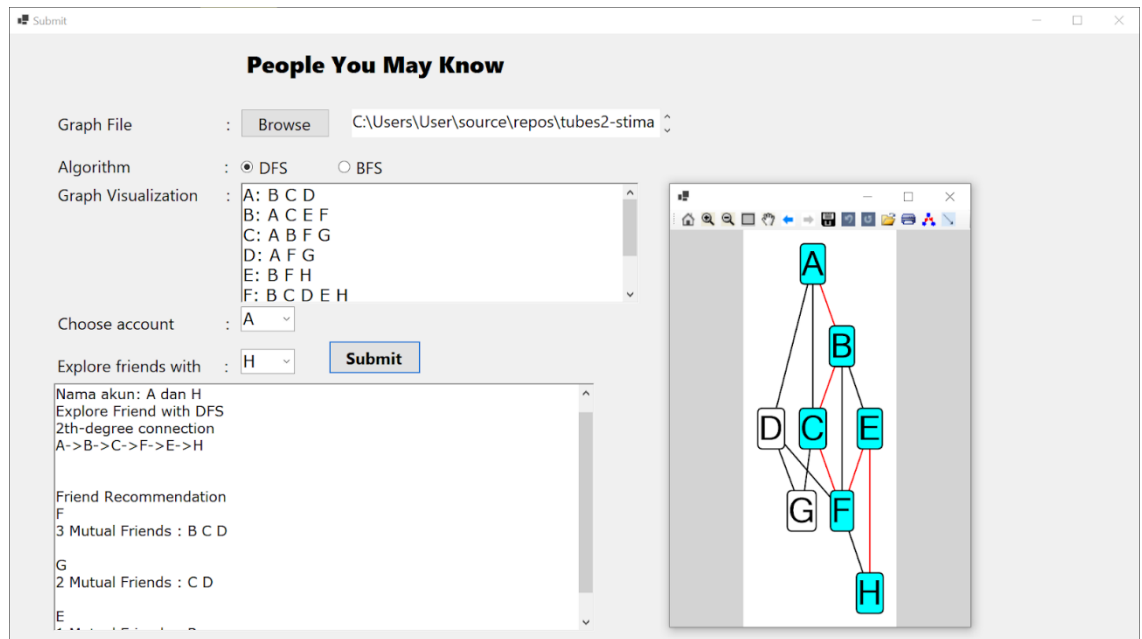 Submit
People You May Know
Graph File : Browse C:\Users\User\source\repos\tubes2-stima
Algorithm : DFS BFS
Graph Visualization : A: B C D
B: A C E F
C: A B F G
D: A F G
E: B F H
F: B C D E H
Choose account : A
Explore friends with : H Submit
Nama akun: A dan H
Explore Friend with DFS
2th-degree connection
A->B->C->F->E->H
Friend Recommendation
F
3 Mutual Friends : B C D
G
2 Mutual Friends : C D
E
A
B
D C E
G F
H